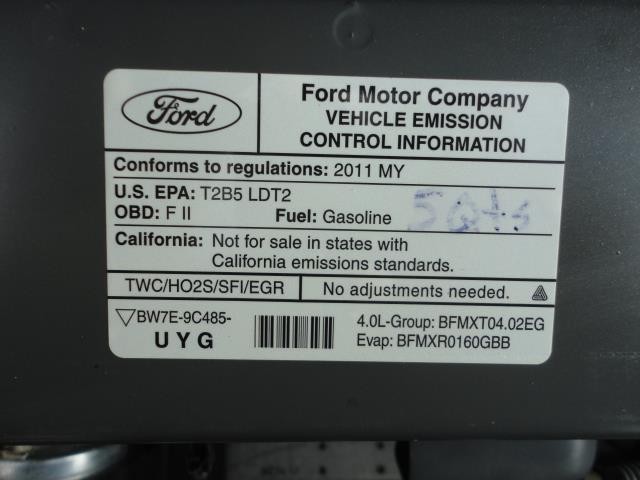 Ford
Ford Motor Company
VEHICLE EMISSION
CONTROL INFORMATION
Conforms to regulations: 2011 MY
U.S. EPA: T2B5 LDT2
OBD: F II Fuel: Gasoline
5 Qts
California: Not for sale in states with
California emissions standards.
TWC/HO2S/SFI/EGR No adjustments needed.
BW7E-9C485-
UYG
4.0L-Group: BFMXT04.02EG
Evap: BFMXR0160GBB